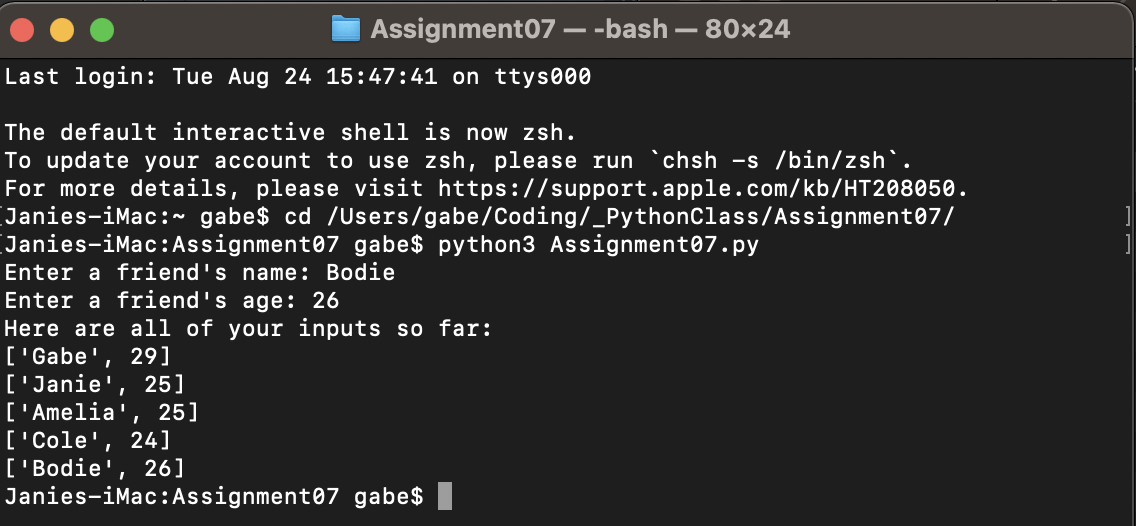 Assignment07 — -bash — 80×24
Last login: Tue Aug 24 15:47:41 on ttys000
The default interactive shell is now zsh.
To update your account to use zsh, please run `chsh -s /bin/zsh`.
For more details, please visit https://support.apple.com/kb/HT208050.
[Janies-iMac:~ gabe$ cd /Users/gabe/Coding/_PythonClass/Assignment07/ ]
[Janies-iMac:Assignment07 gabe$ python3 Assignment07.py ]
Enter a friend's name: Bodie
Enter a friend's age: 26
Here are all of your inputs so far:
['Gabe', 29]
['Janie', 25]
['Amelia', 25]
['Cole', 24]
['Bodie', 26]
Janies-iMac:Assignment07 gabe$